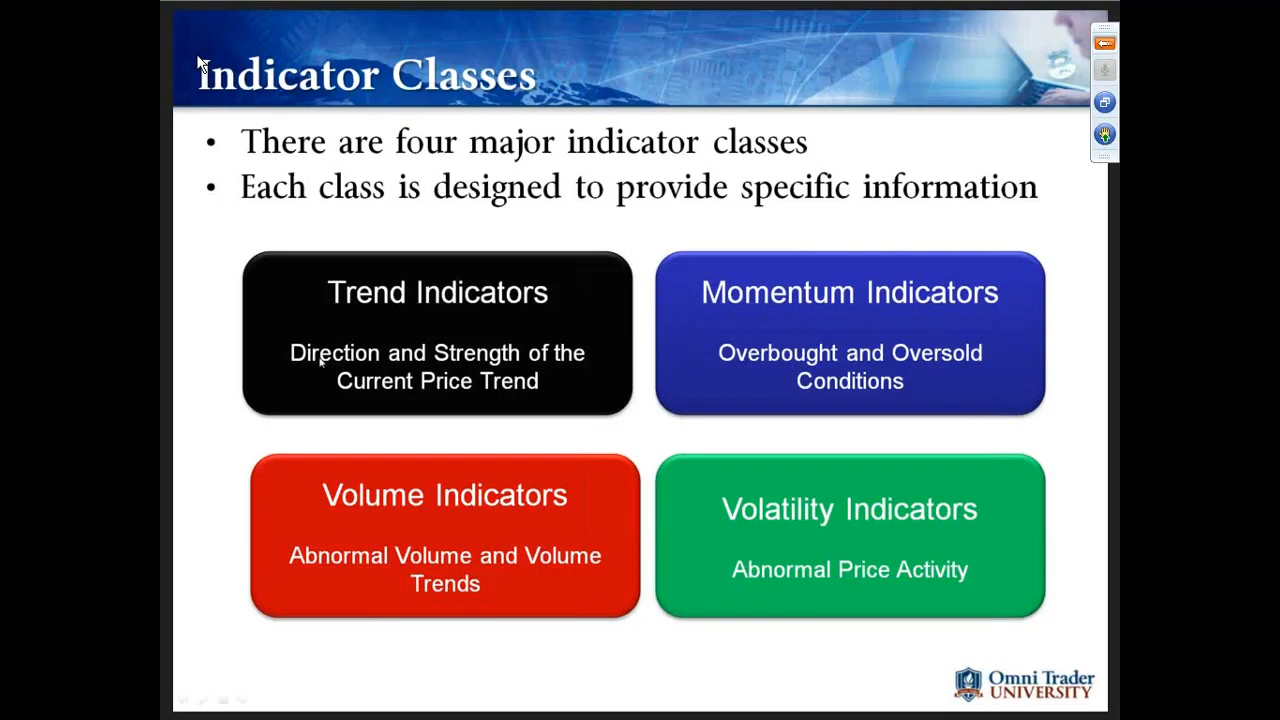 Indicator Classes
• There are four major indicator classes
• Each class is designed to provide specific information
Trend Indicators
Direction and Strength of the
Current Price Trend
Momentum Indicators
Overbought and Oversold
Conditions
Volume Indicators
Abnormal Volume and Volume
Trends
Volatility Indicators
Abnormal Price Activity
Omni Trader
UNIVERSITY